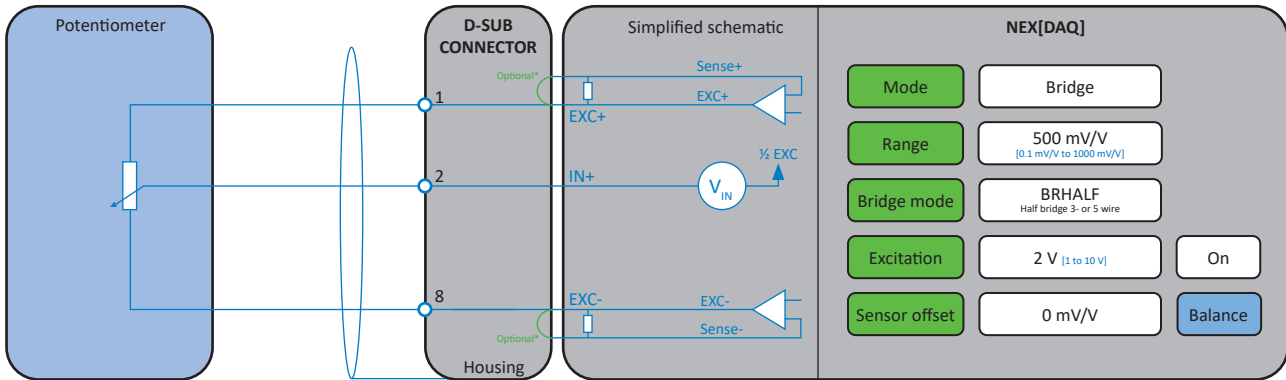 Potentiometer
D-SUB
CONNECTOR
Simplified schematic
NEX[DAQ]
Optional*
Sense+
1
EXC+
EXC+
Mode
Bridge
Range
500 mV/V
[0.1 mV/V to 1000 mV/V]
½ EXC
2
IN+
VIN
Bridge mode
BRHALF
Half bridge 3- or 5 wire
Excitation
2 V [1 to 10 V]
On
8
EXC-
EXC-
Sensor offset
0 mV/V
Balance
Optional*
Sense-
Housing